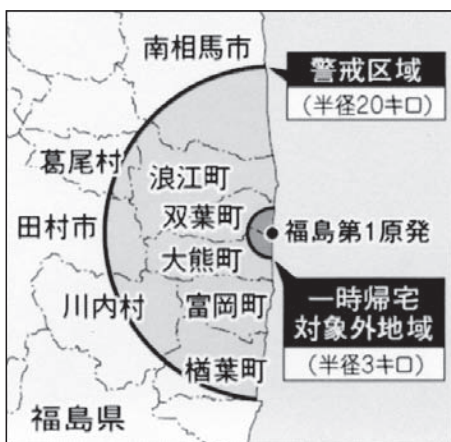 南相馬市
警戒区域
(半径20キロ)
葛尾村
浪江町
双葉町
田村市
福島第1原発
大熊町
一時帰宅
対象外地域
(半径3キロ)
川内村
富岡町
楢葉町
福島県